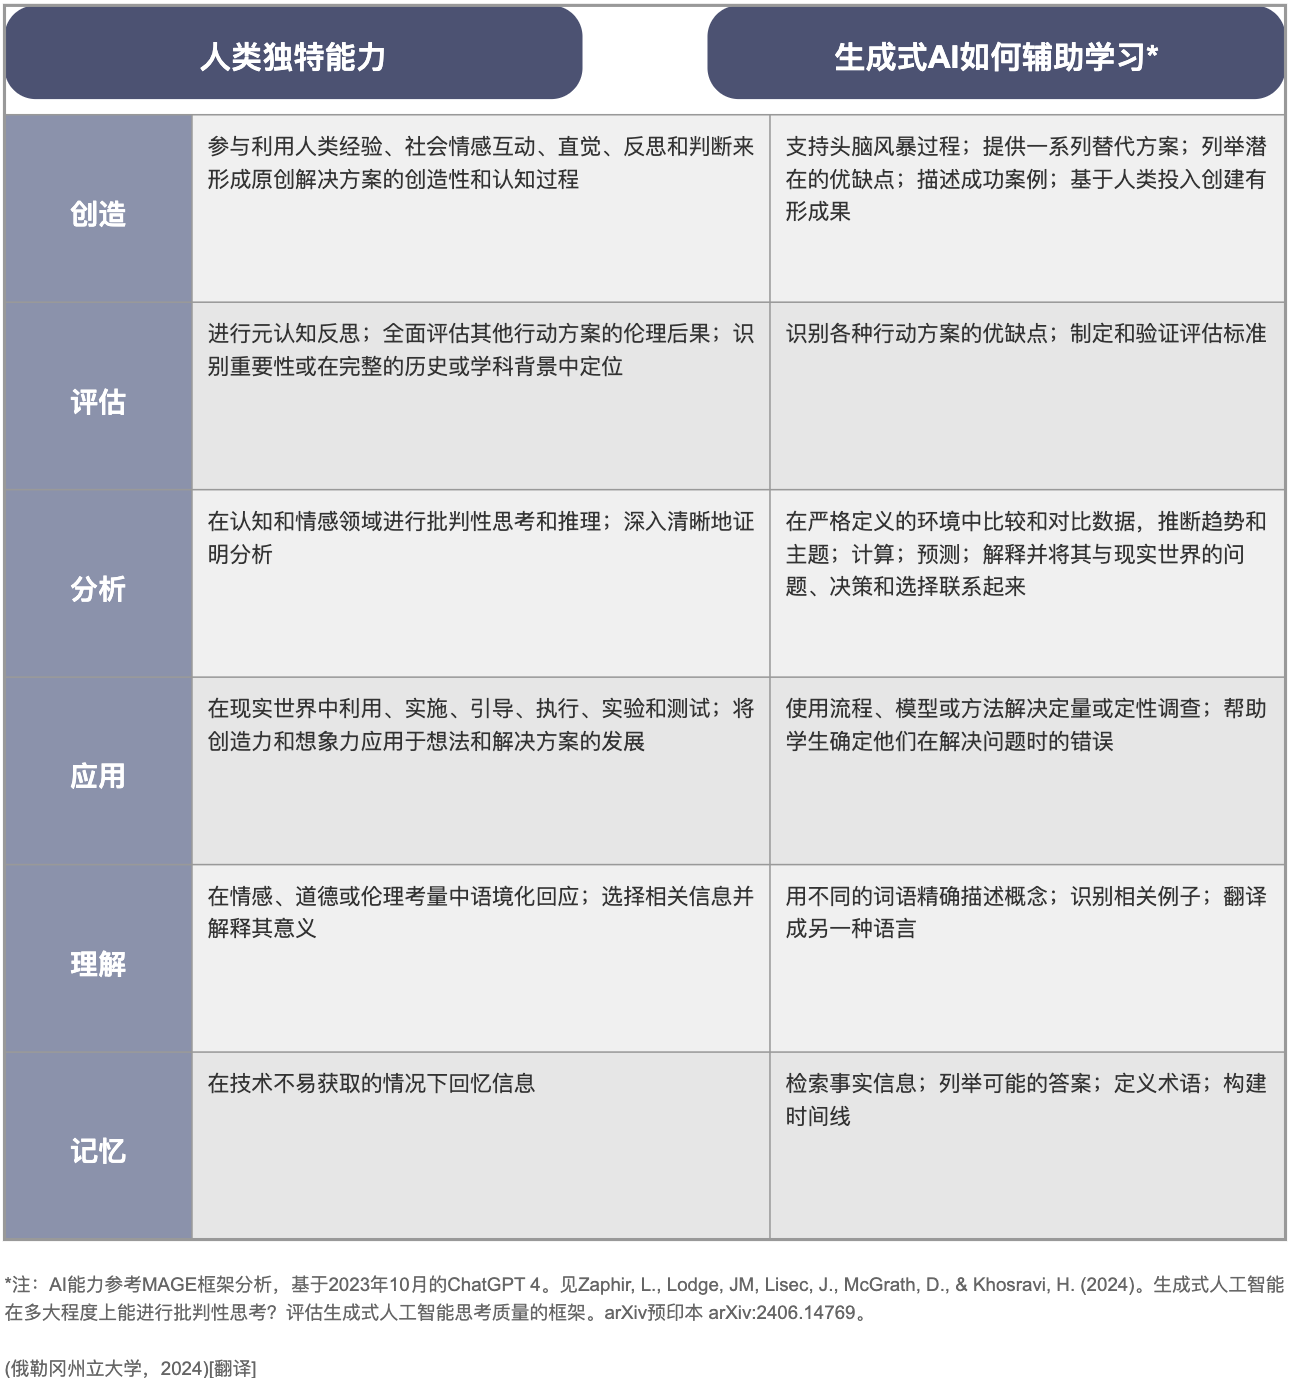 人类独特能力
生成式AI如何辅助学习*
创造
参与利用人类经验、社会情感互动、直觉、反思和判断来
形成原创解决方案的创造性和认知过程
支持头脑风暴过程；提供一系列替代方案；列举潜
在的优缺点；描述成功案例；基于人类投入创建有
形成果
评估
进行元认知反思；全面评估其他行动方案的伦理后果；识
别重要性或在完整的历史或学科背景中定位
识别各种行动方案的优缺点；制定和验证评估标准
分析
在认知和情感领域进行批判性思考和推理；深入清晰地证
明分析
在严格定义的环境中比较和对比数据，推断趋势和
主题；计算；预测；解释并将其与现实世界的问
题、决策和选择联系起来
应用
在现实世界中利用、实施、引导、执行、实验和测试；将
创造力和想象力应用于想法和解决方案的发展
使用流程、模型或方法解决定量或定性调查；帮助
学生确定他们在解决问题时的错误
理解
在情感、道德或伦理考量中语境化回应；选择相关信息并
解释其意义
用不同的词语精确描述概念；识别相关例子；翻译
成另一种语言
记忆
在技术不易获取的情况下回忆信息
检索事实信息；列举可能的答案；定义术语；构建
时间线
*注：AI能力参考MAGE框架分析，基于2023年10月的ChatGPT 4。见Zaphir, L., Lodge, JM, Lisec, J., McGrath, D., & Khosravi, H. (2024)。生成式人工智能
在多大程度上能进行批判性思考？评估生成式人工智能思考质量的框架。arXiv预印本 arXiv:2406.14769。
(俄勒冈州立大学，2024)[翻译]